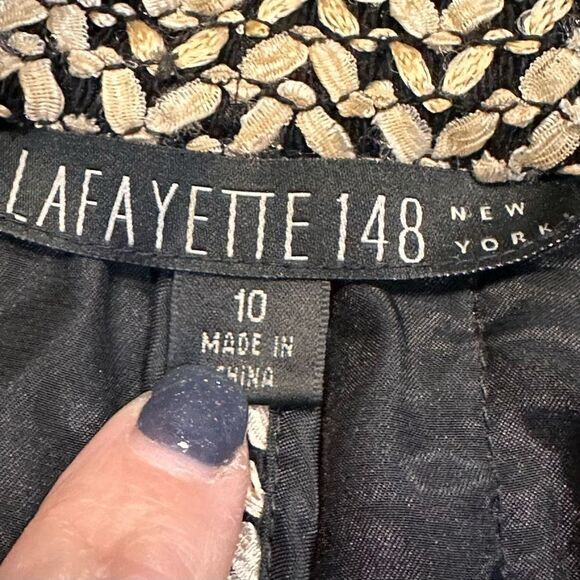 LAFAYETTE 148 NEW YORK
10
MADE IN
CHINA